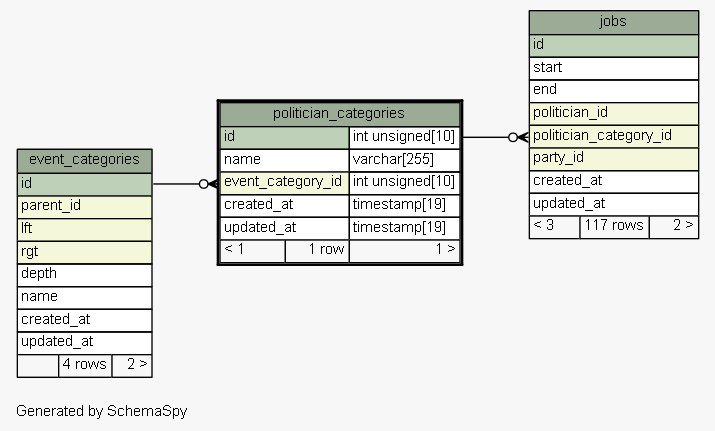 event_categories
id
parent_id
lft
rgt
depth
name
created_at
updated_at
4 rows 2 >
politician_categories
id int unsigned[10]
name varchar[255]
event_category_id int unsigned[10]
created_at timestamp[19]
updated_at timestamp[19]
< 1 1 row 1 >
jobs
id
start
end
politician_id
politician_category_id
party_id
created_at
updated_at
< 3 117 rows 2 >
Generated by SchemaSpy